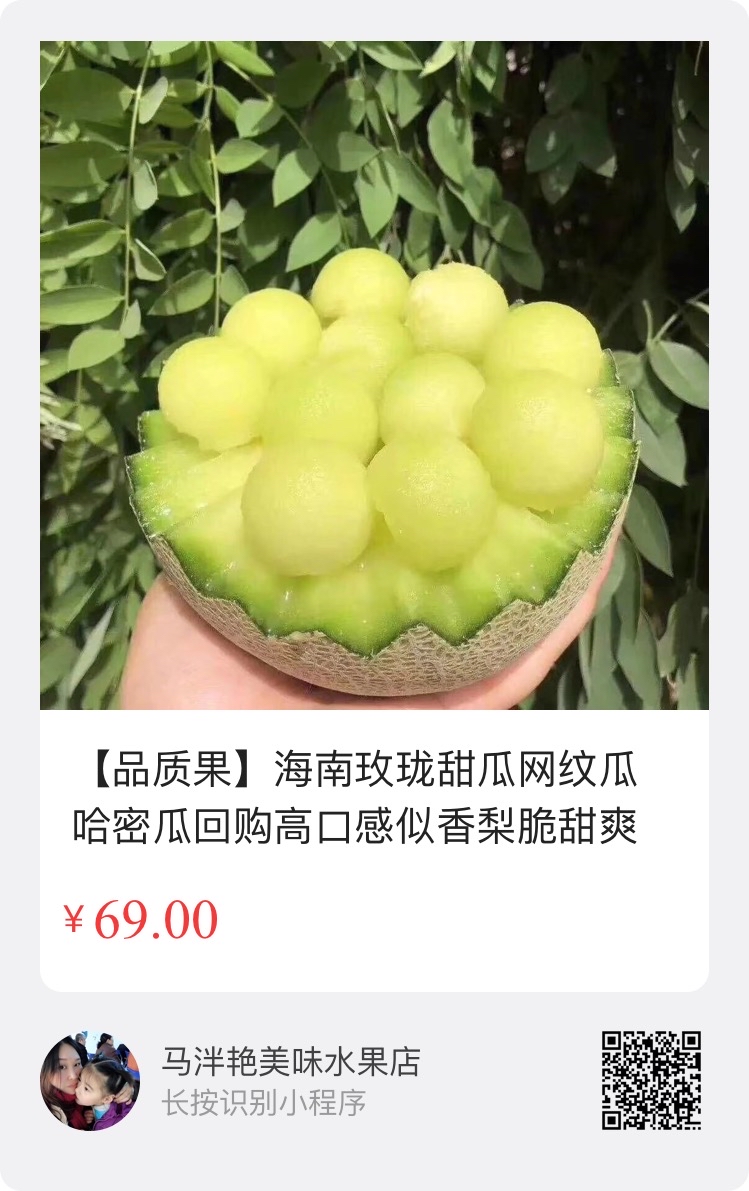 【品质果】海南玫珑甜瓜网纹瓜
哈密瓜回购高口感似香梨脆甜爽
¥69.00
马泮艳美味水果店
长按识别小程序